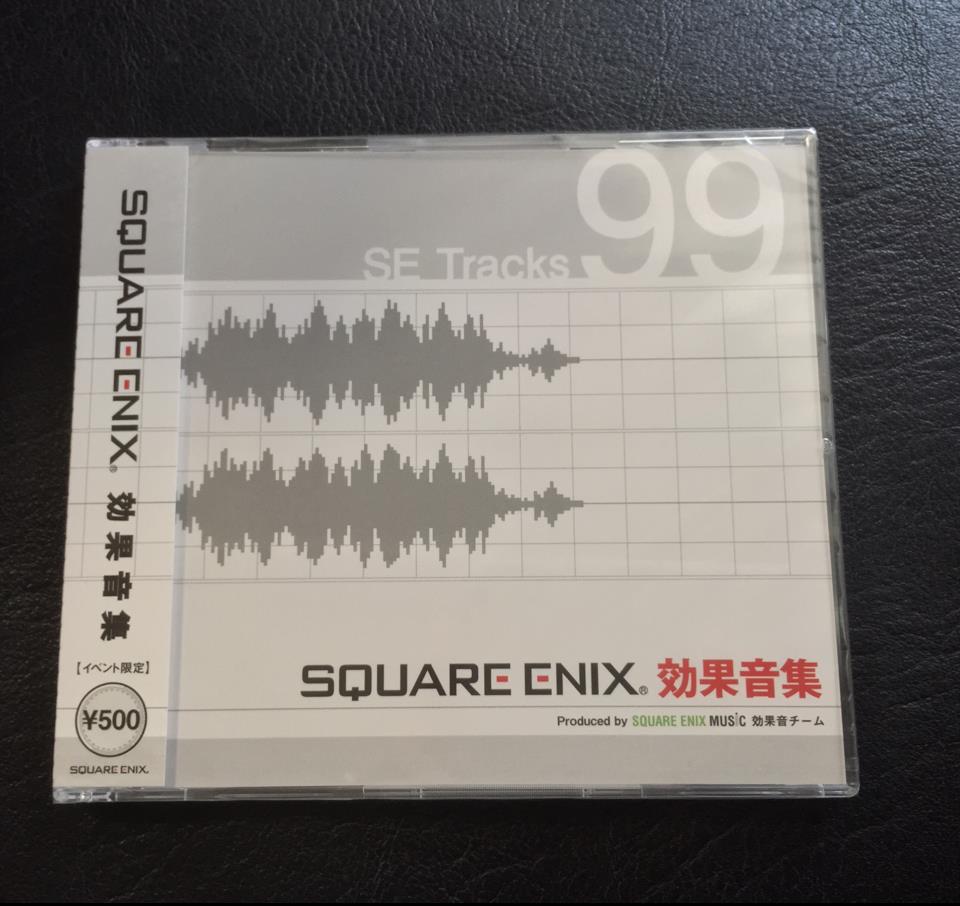 SQUARE ENIX® 効果音集
【イベント限定】
¥500
SQUARE ENIX®
99
SE Tracks
SQUARE ENIX® 効果音集
Produced by SQUARE ENIX MUSIC 効果音チーム